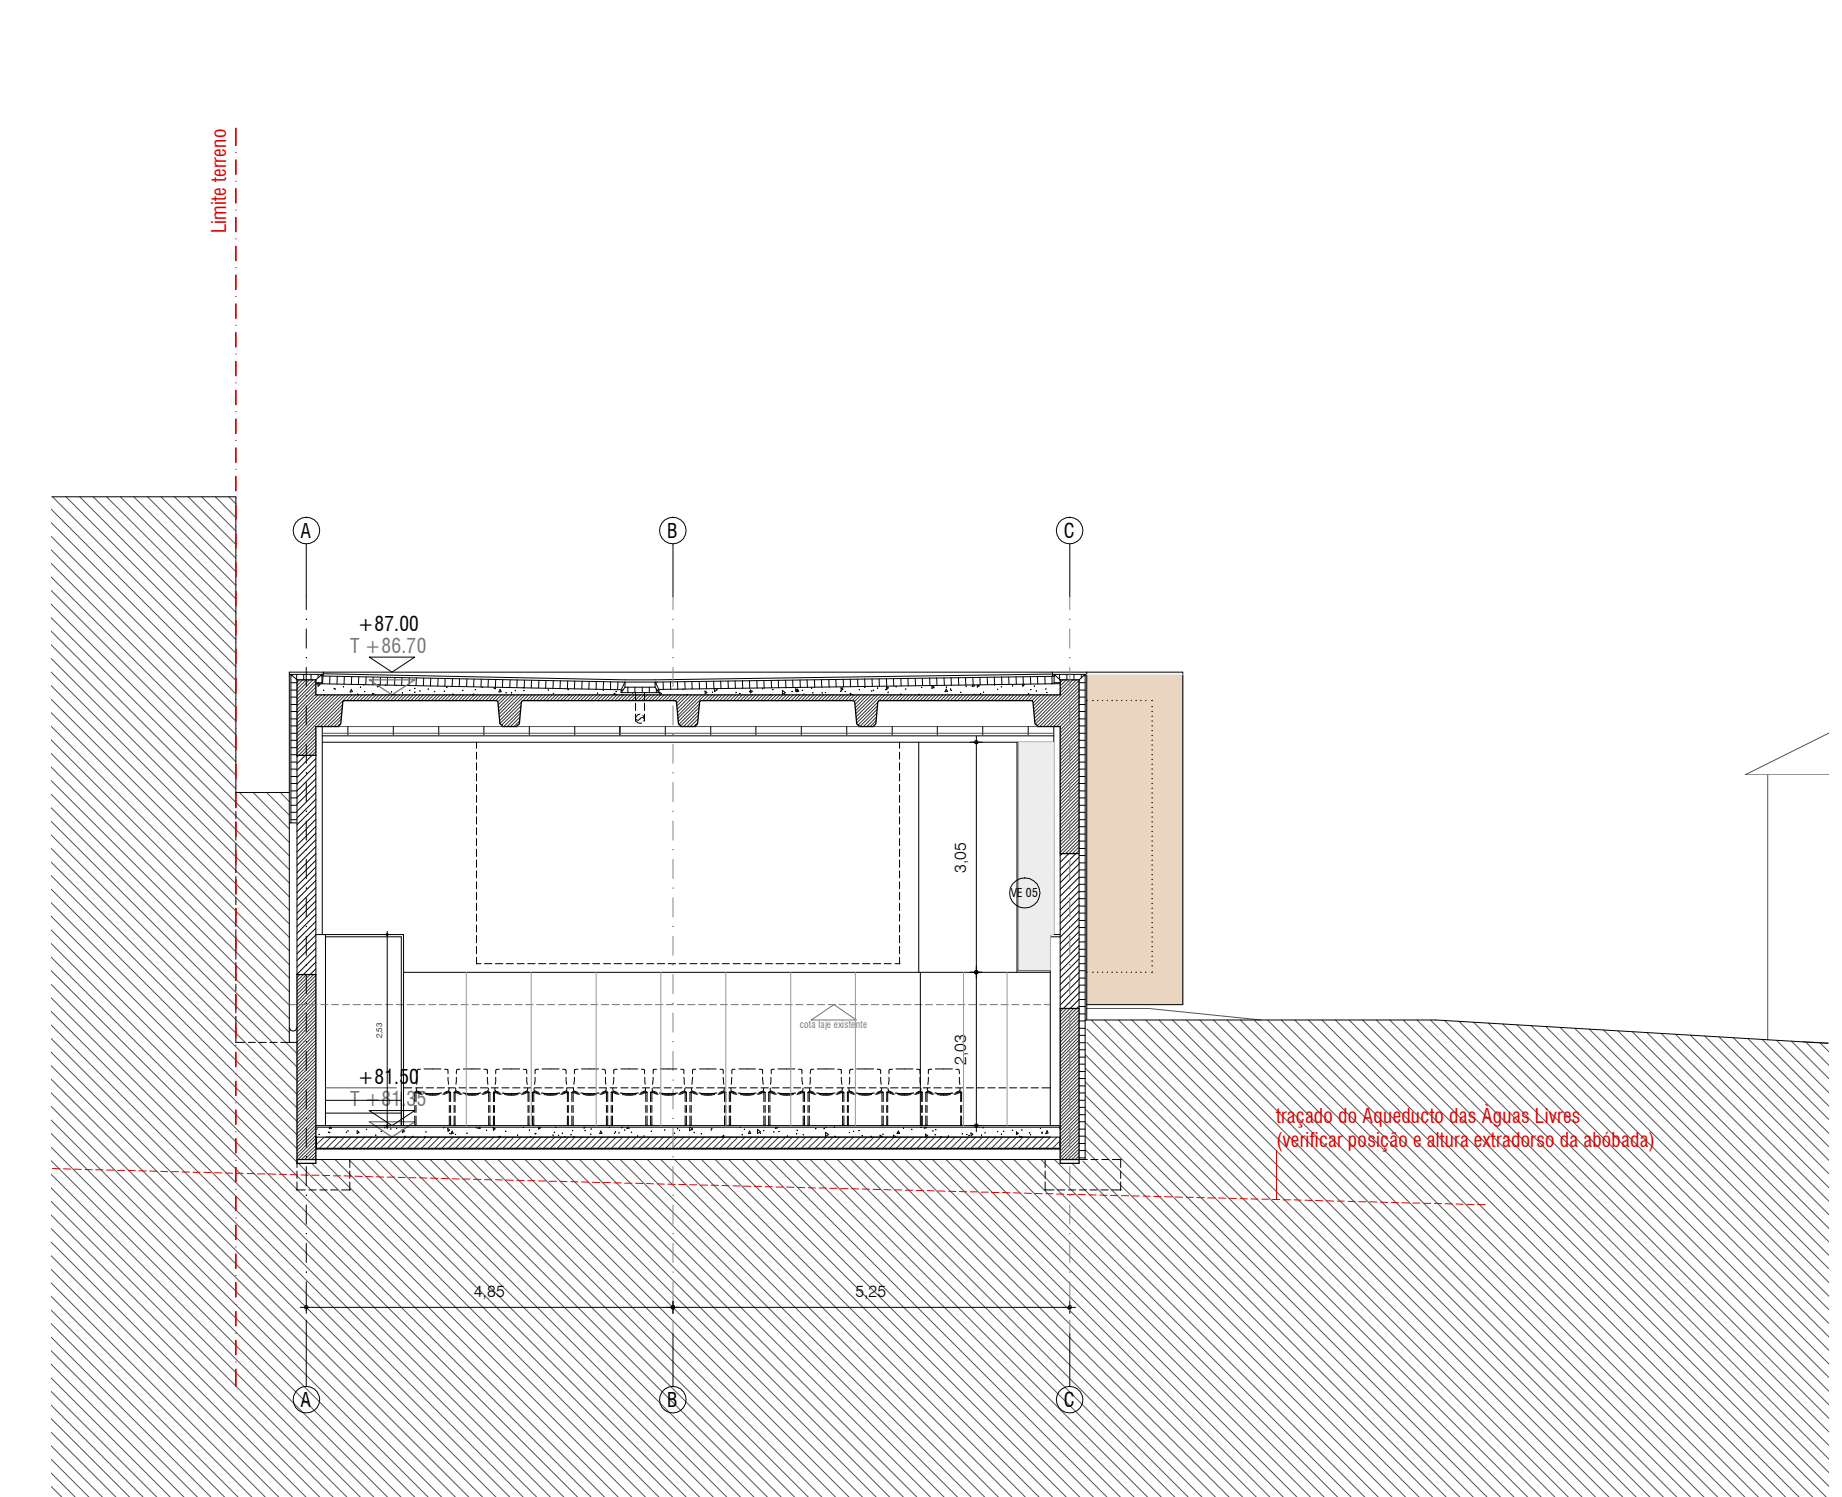 Limite terreno
A
B
C
+87.00
T +86.70
3,05
VE 05
cota laje existente
2,53
2,03
+81.50
T +81.35
traçado do Aqueducto das Àguas Livres
(verificar posição e altura extradorso da abóbada)
4,85
5,25
A
B
C